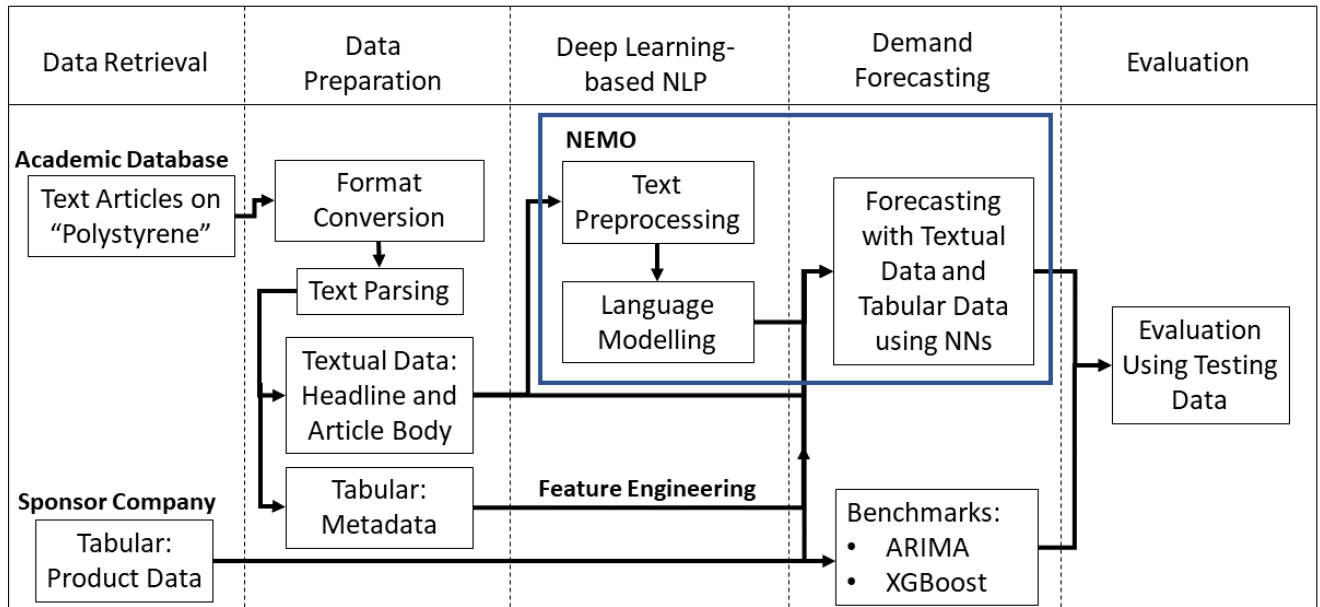 Data Retrieval
Data
Preparation
Deep Learning-
based NLP
Demand
Forecasting
Evaluation
Academic Database
Text Articles on
“Polystyrene”
Format
Conversion
Text Parsing
Textual Data:
Headline and
Article Body
Tabular:
Metadata
Sponsor Company
Tabular:
Product Data
NEMO
Text
Preprocessing
Language
Modelling
Feature Engineering
Forecasting
with Textual
Data and
Tabular Data
using NNs
Benchmarks:
• ARIMA
• XGBoost
Evaluation
Using Testing
Data